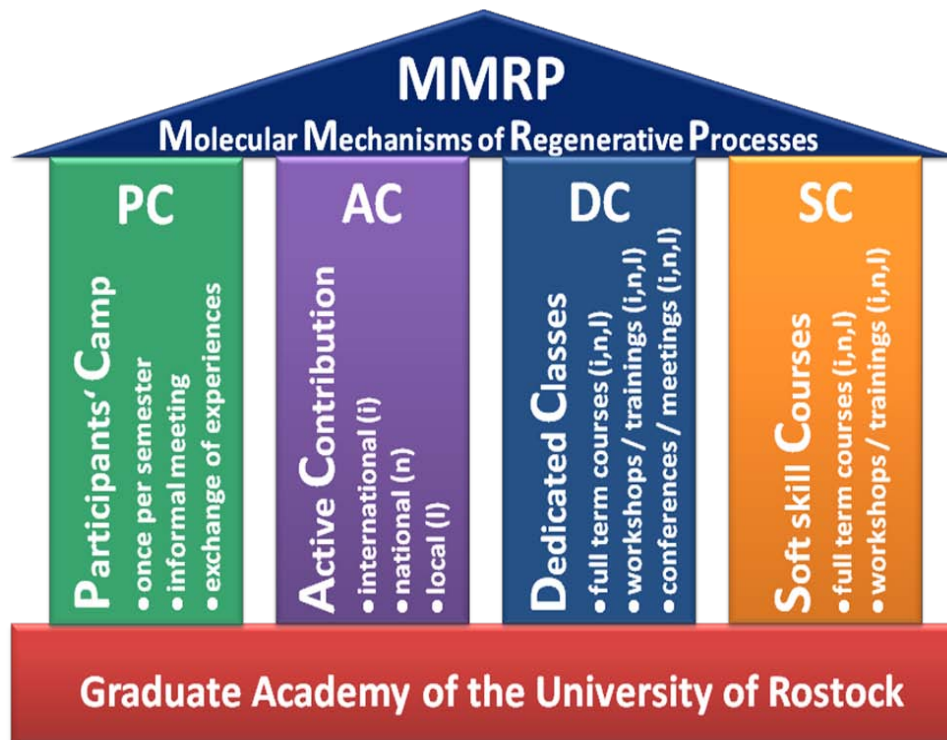 MMRP
Molecular Mechanisms of Regenerative Processes
PC
Participants‘ Camp
• once per semester
• informal meeting
• exchange of experiences
AC
Active Contribution
• international (i)
• national (n)
• local (l)
DC
Dedicated Classes
• full term courses (i,n,l)
• workshops / trainings (i,n,l)
• conferences / meetings (i,n,l)
SC
Soft skill Courses
• full term courses (i,n,l)
• workshops / trainings (i,n,l)
Graduate Academy of the University of Rostock